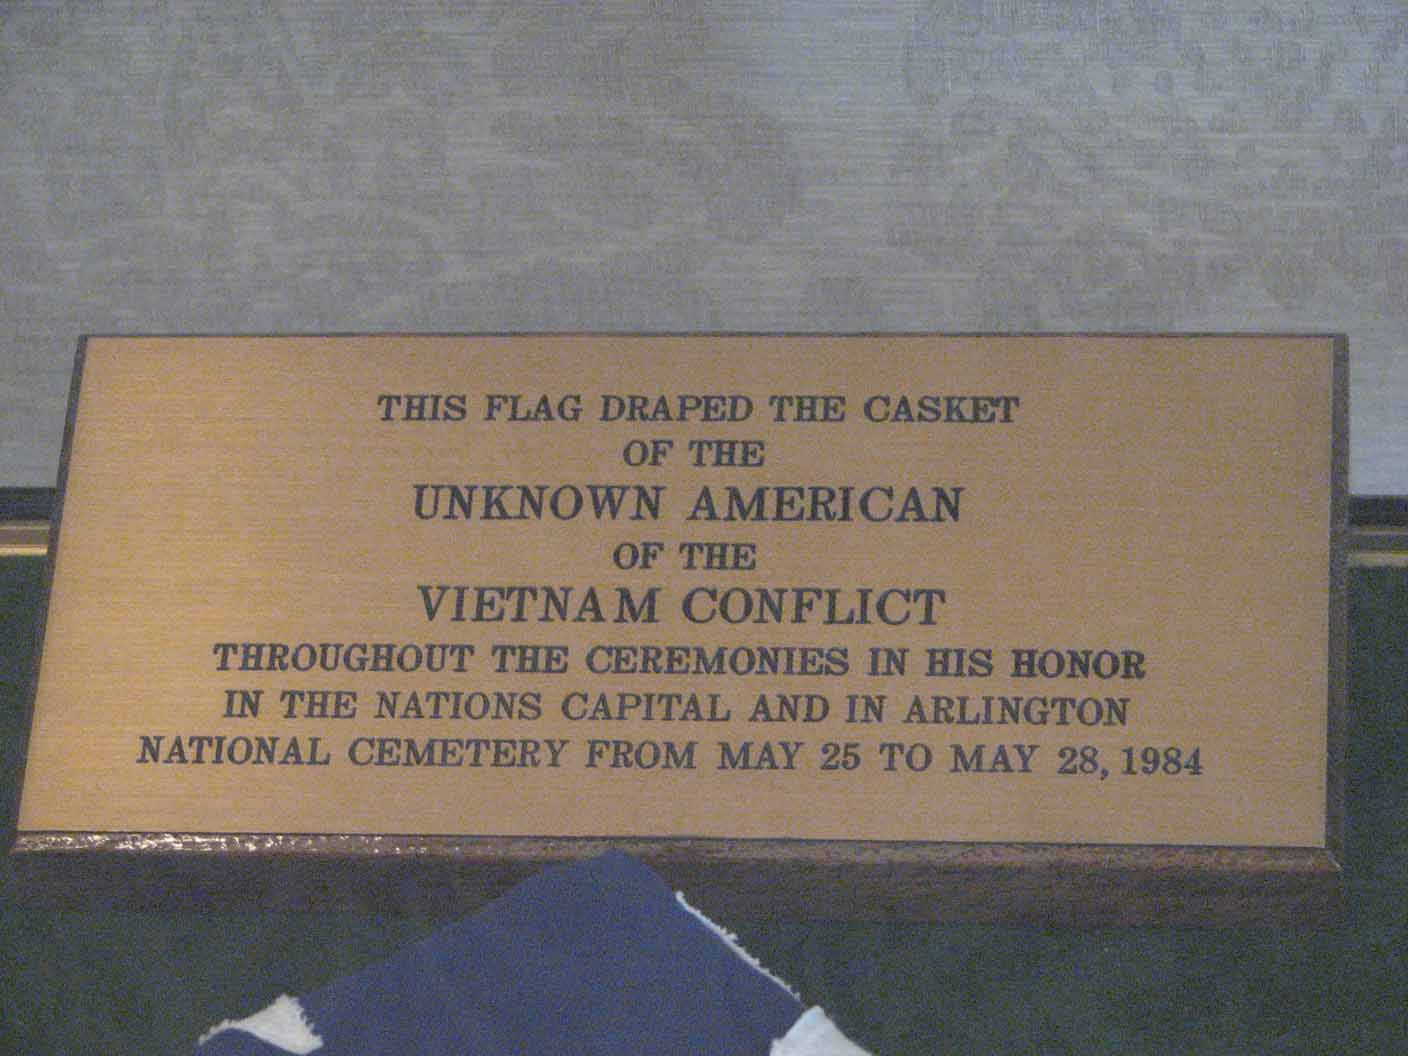 THIS FLAG DRAPED THE CASKET
OF THE
UNKNOWN AMERICAN
OF THE
VIETNAM CONFLICT
THROUGHOUT THE CEREMONIES IN HIS HONOR
IN THE NATIONS CAPITAL AND IN ARLINGTON
NATIONAL CEMETERY FROM MAY 25 TO MAY 28, 1984